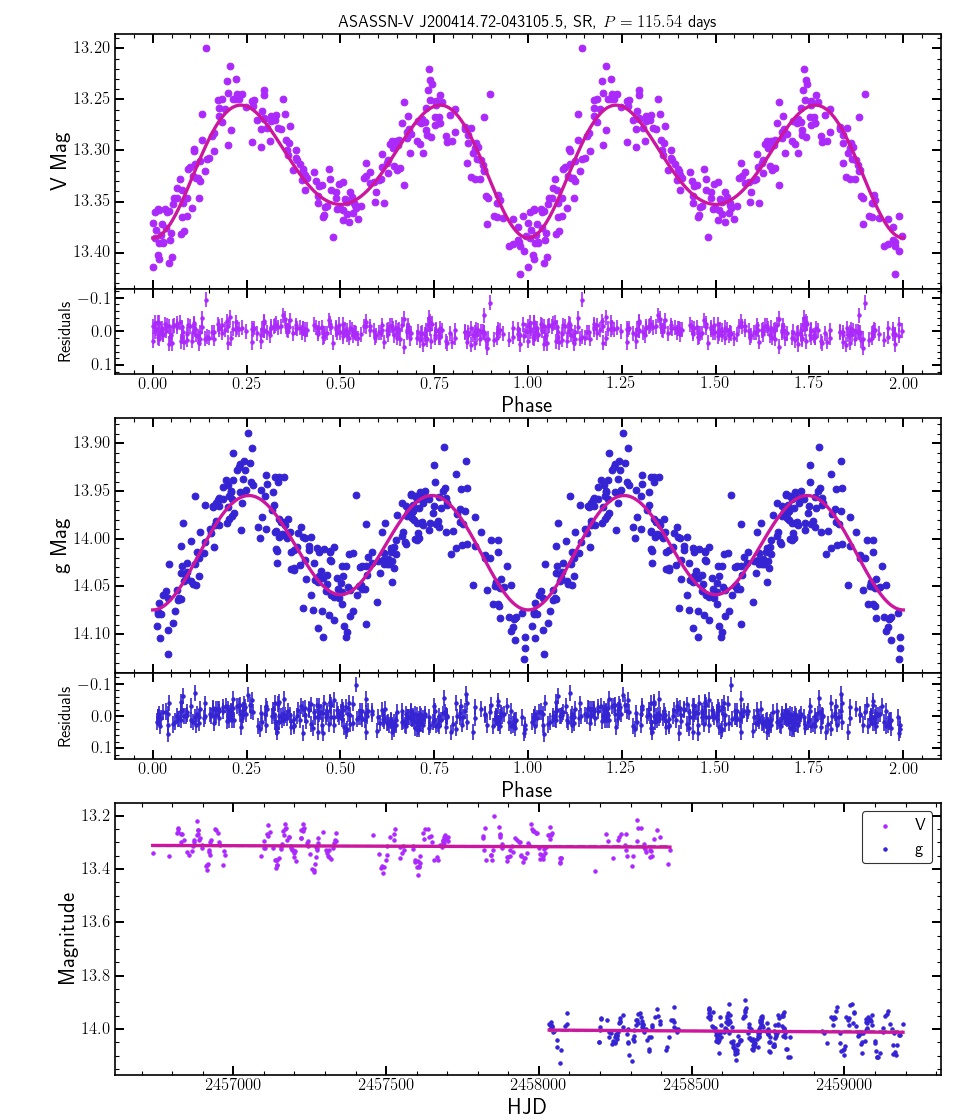 ASASSN-V J200414.72-043105.5, SR, P = 115.54 days
13.20
13.25
13.30
13.35
13.40
V Mag
−0.1
0.0
0.1
Residuals
0.00 0.25 0.50 0.75 1.00 1.25 1.50 1.75 2.00
Phase
13.90
13.95
14.00
14.05
14.10
g Mag
−0.1
0.0
0.1
Residuals
0.00 0.25 0.50 0.75 1.00 1.25 1.50 1.75 2.00
Phase
13.2
13.4
13.6
13.8
14.0
Magnitude
V
g
2457000 2457500 2458000 2458500 2459000
HJD